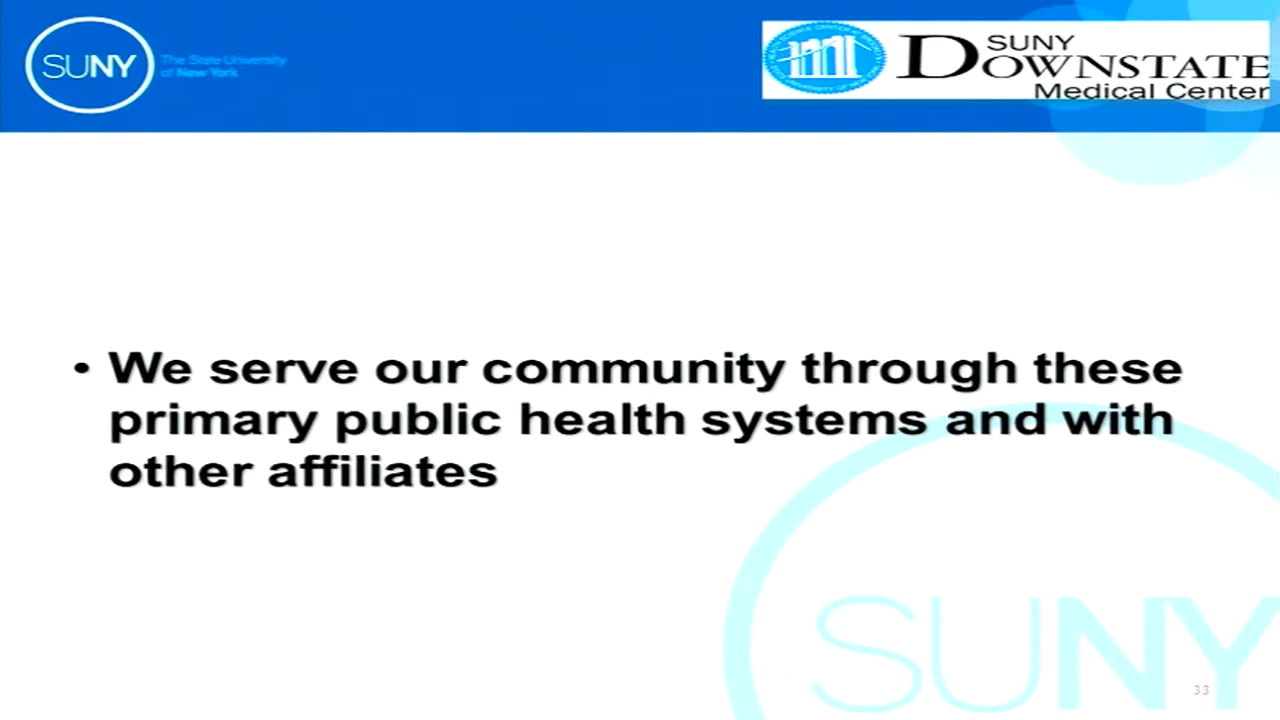 SUNY
The State University
of New York
SUNY
DOWNSTATE
Medical Center
• We serve our community through these
primary public health systems and with
other affiliates
SUNY
33